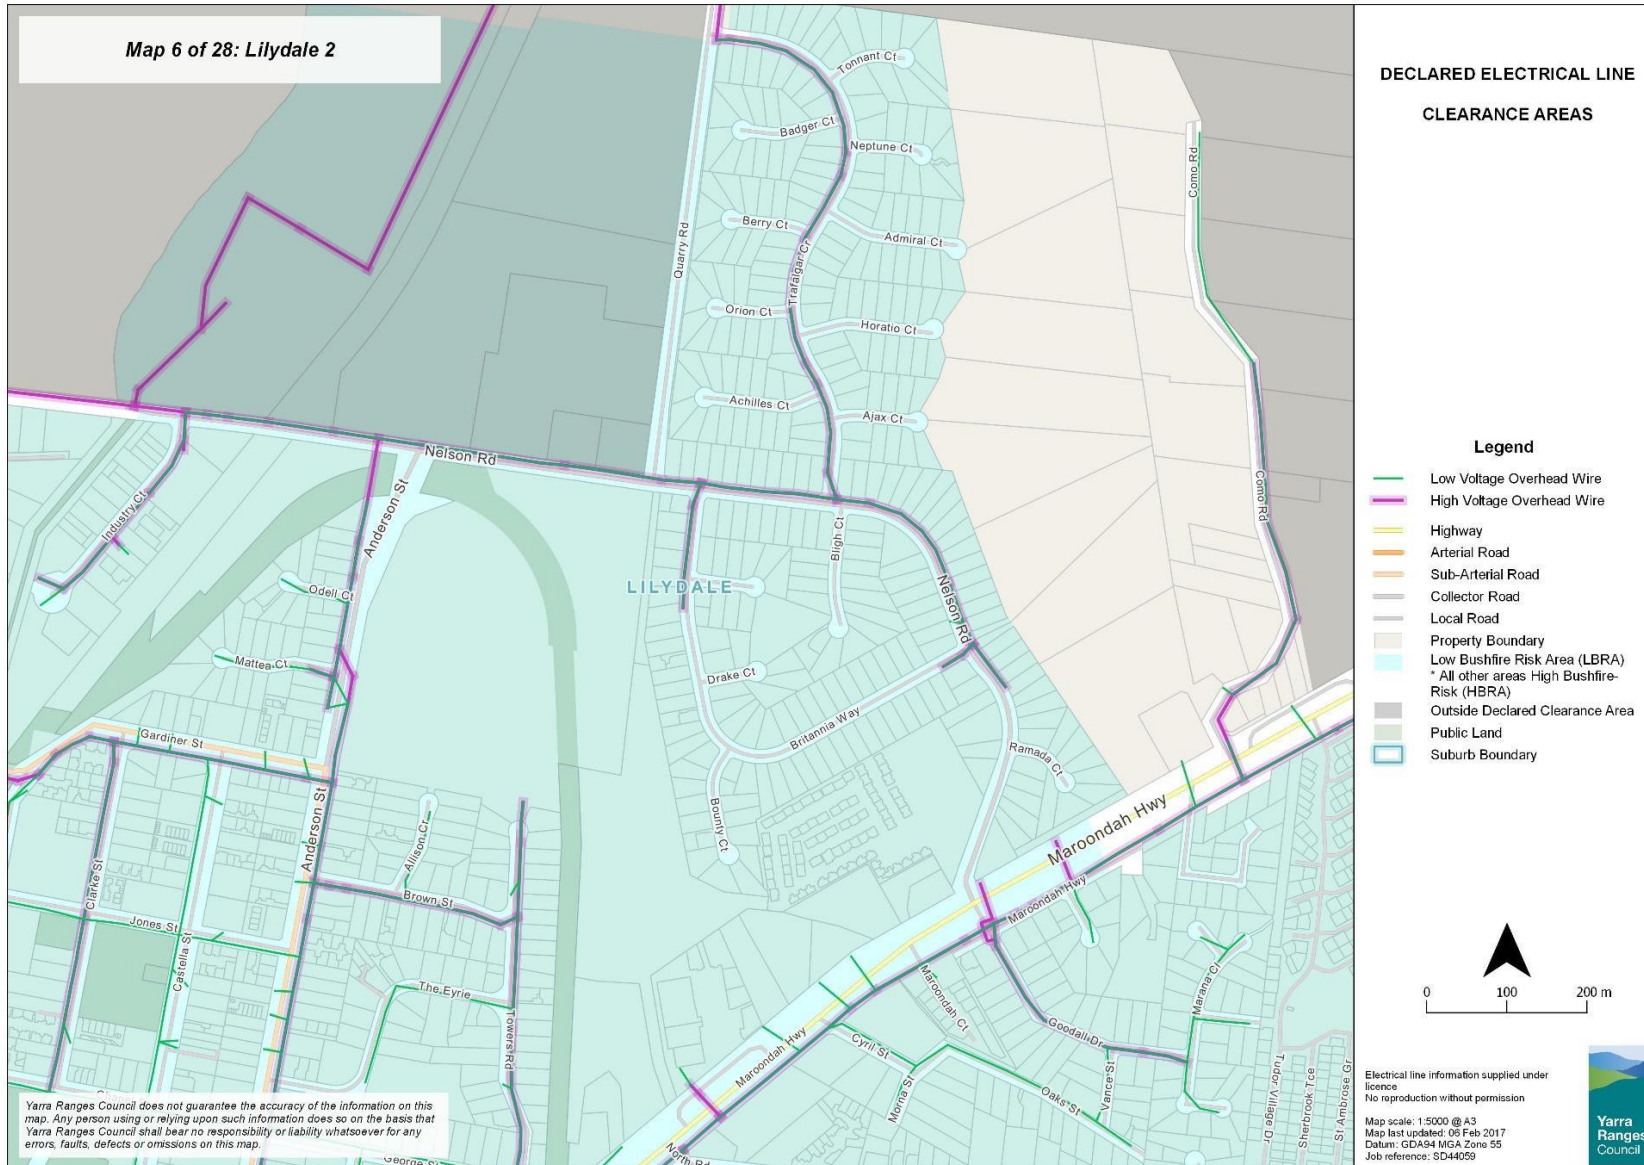 Map 6 of 28: Lilydale 2
DECLARED ELECTRICAL LINE
CLEARANCE AREAS
Tonnant Ct
Badger Ct
Neptune Ct
Como Rd
Berry Ct
Admiral Ct
Quarry Rd
Trafalgar Cr
Orion Ct
Horatio Ct
Achilles Ct
Ajax Ct
Nelson Rd
Industry Ct
Anderson St
Bligh Ct
Como Rd
Odell Ct
LILYDALE
Nelson Rd
Mattea Ct
Drake Ct
Britannia Way
Gardiner St
Ramada Ct
Anderson St
Bounty Ct
Allison Cr
Maroondah Hwy
Clarke St
Brown St
Maroondah Hwy
Jones St
Castella St
The Eyrie
Maroondah Ct
Marana Ct
Goodall Dr
Towers Rd
Maroondah Hwy
Cyril St
Vance St
Morna St
Oaks St
Tudor Village Dr
Sherbrook Tce
St Ambrose Gr
North Rd
George St
Legend
Low Voltage Overhead Wire
High Voltage Overhead Wire
Highway
Arterial Road
Sub-Arterial Road
Collector Road
Local Road
Property Boundary
Low Bushfire Risk Area (LBRA)
* All other areas High Bushfire-
Risk (HBRA)
Outside Declared Clearance Area
Public Land
Suburb Boundary
0 100 200 m
Yarra Ranges Council does not guarantee the accuracy of the information on this
map. Any person using or relying upon such information does so on the basis that
Yarra Ranges Council shall bear no responsibility or liability whatsoever for any
errors, faults, defects or omissions on this map.
Electrical line information supplied under
licence
No reproduction without permission
Map scale: 1:5000 @ A3
Map last updated: 06 Feb 2017
Datum: GDA94 MGA Zone 55
Job reference: SD44059
Yarra
Ranges
Council